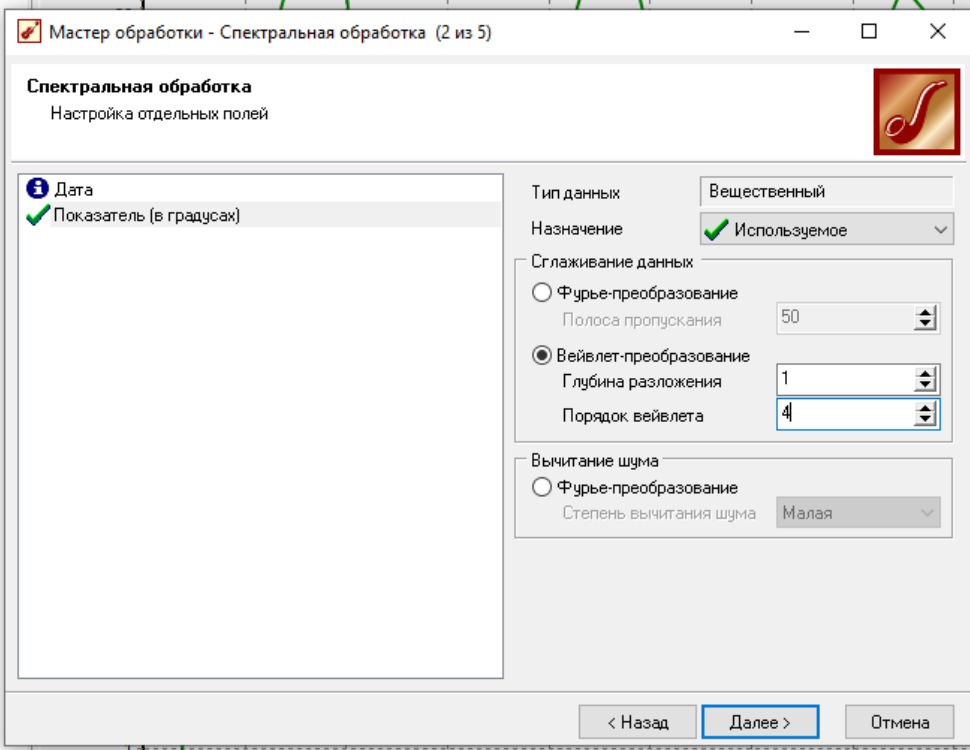 Мастер обработки - Спектральная обработка (2 из 5)
Спектральная обработка
Настройка отдельных полей
Дата
Показатель (в градусах)
Тип данных Вещественный
Назначение Используемое
Сглаживание данных
Фурье-преобразование
Полоса пропускания 50
Вейвлет-преобразование
Глубина разложения 1
Порядок вейвлета 4
Вычитание шума
Фурье-преобразование
Степень вычитания шума Малая
< Назад Далее > Отмена